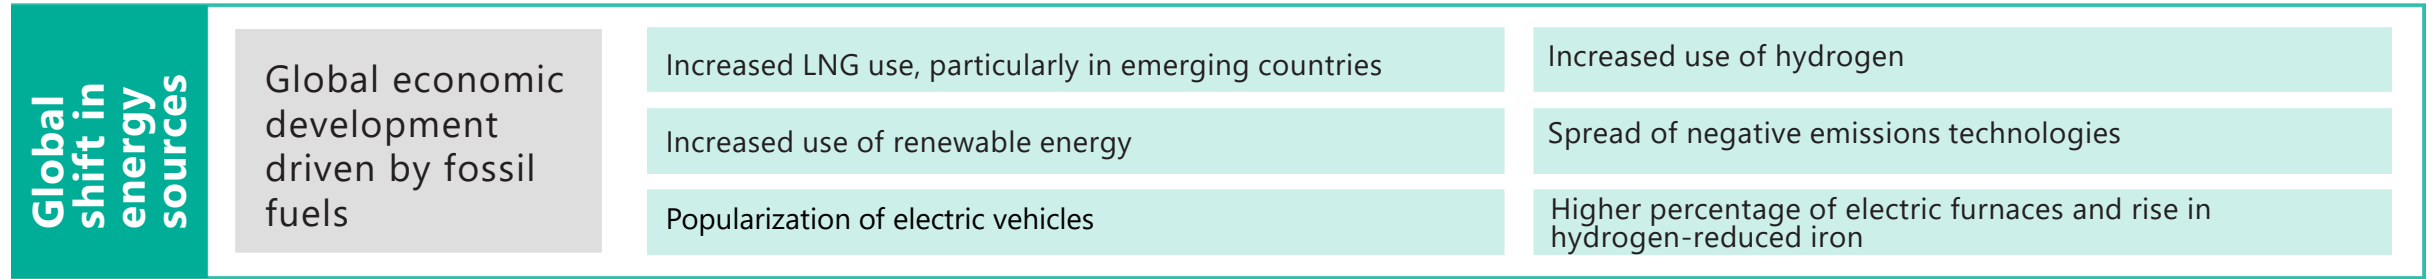 Global
shift in
energy
sources
Global economic
development
driven by fossil
fuels
Increased LNG use, particularly in emerging countries
Increased use of renewable energy
Popularization of electric vehicles
Increased use of hydrogen
Spread of negative emissions technologies
Higher percentage of electric furnaces and rise in
hydrogen-reduced iron